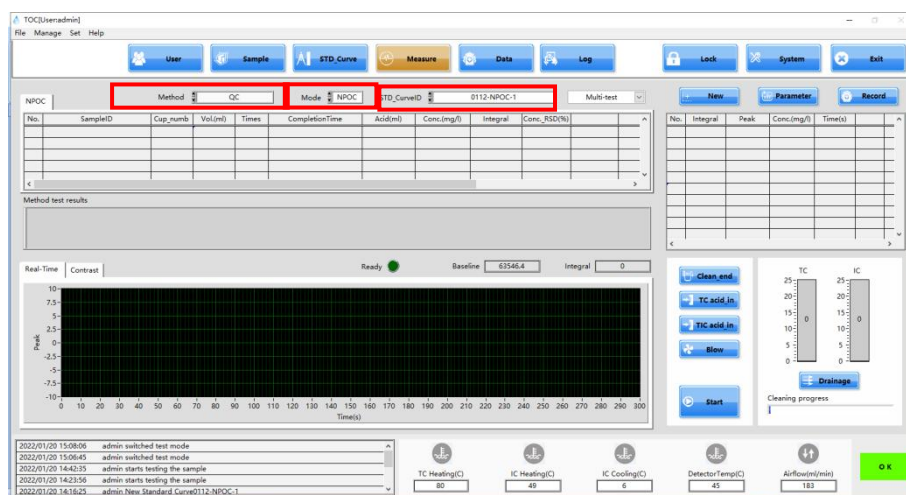 TOC[User:admin]
File Manage Set Help
User Sample STD_Curve Measure Data Log Lock System Exit
NPOC Method QC Mode NPOC STD_CurveID 0112-NPOC-1 Multi-test New Parameter Record
No. SampleID Cup_numb Vol.(ml) Times CompletionTime Acid(ml) Conc.(mg/l) Integral Conc._RSD(%)
No. Integral Peak Conc.(mg/l) Time(s)
Method test results
Real-Time Contrast Ready Baseline 63546.4 Integral 0
Peak
10
7.5
5
2.5
0
-2.5
-5
-7.5
-10
0 10 20 30 40 50 60 70 80 90 100 110 120 130 140 150 160 170 180 190 200 210 220 230 240 250 260 270 280 290 300
Time(s)
Clean_end
TC acid_in
TIC acid_in
Blow
Start
TC IC
25 25
20 20
15 15
0 0
10 10
5 5
0 0
Drainage
Cleaning progress
2022/01/20 15:08:06 admin switched test mode
2022/01/20 15:06:45 admin switched test mode
2022/01/20 14:42:35 admin starts testing the sample
2022/01/20 14:23:56 admin starts testing the sample
2022/01/20 14:16:25 admin New Standard Curve0112-NPOC-1
TC Heating(C) IC Heating(C) IC Cooling(C) DetectorTemp(C) Airflow(ml/min)
80 49 6 45 183
OK